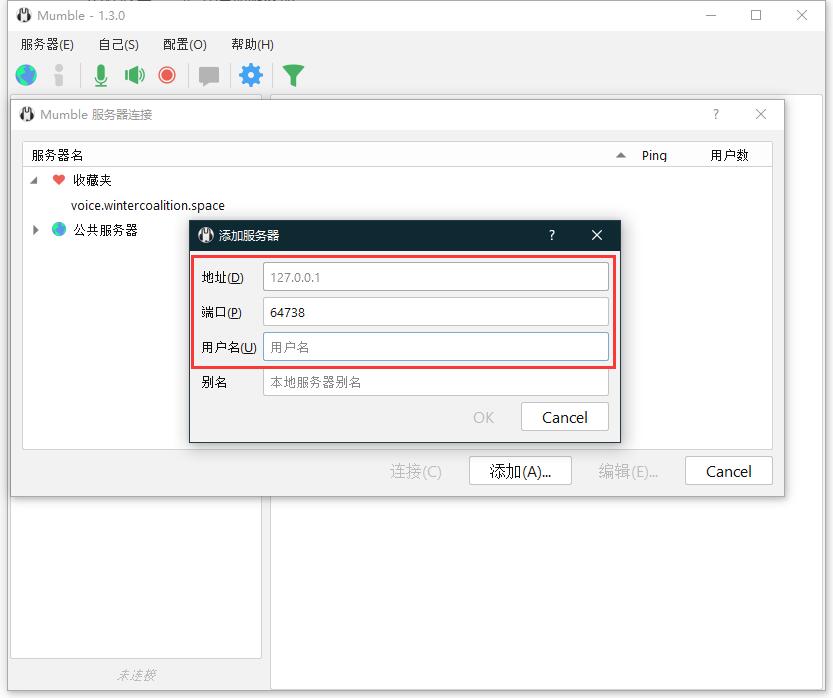 Mumble - 1.3.0
服务器(E) 自己(S) 配置(O) 帮助(H)
Mumble 服务器连接
?
服务器名 Ping 用户数
收藏夹
voice.wintercoalition.space
公共服务器
添加服务器 ?
地址(D) 127.0.0.1
端口(P) 64738
用户名(U) 用户名
别名 本地服务器别名
OK Cancel
连接(C) 添加(A)... 编辑(E)... Cancel
未连接